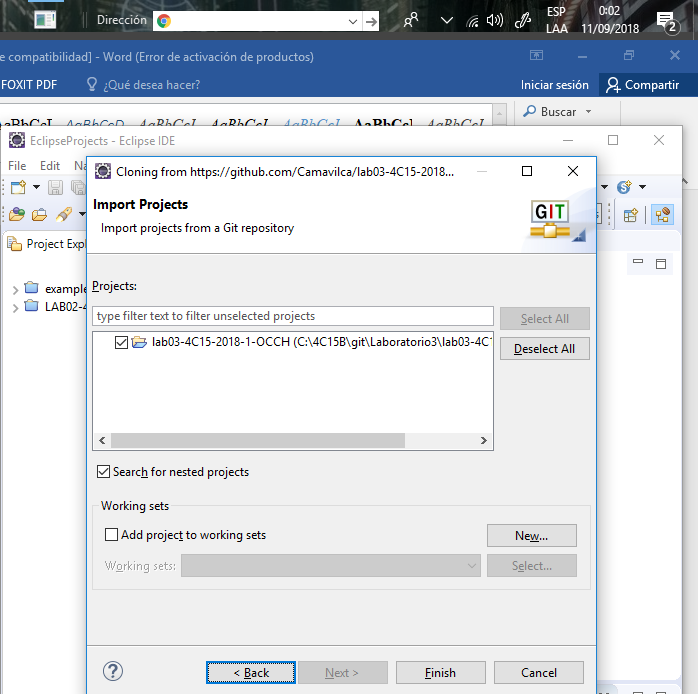 Dirección
ESP
LAA
0:02
11/09/2018
2
e compatibilidad] - Word (Error de activación de productos)
FOXIT PDF
¿Qué desea hacer?
Iniciar sesión
Compartir
AaBbCcD
Buscar
EclipseProjects - Eclipse IDE
File Edit
Cloning from https://github.com/Camavilca/lab03-4C15-2018...
Import Projects
Import projects from a Git repository
GIT
Project Expl
example
LAB02-4
Projects:
type filter text to filter unselected projects
Select All
lab03-4C15-2018-1-OCCH (C:\4C15B\git\Laboratorio3\lab03-4C1
Deselect All
Search for nested projects
Working sets
Add project to working sets
New...
Working sets:
Select...
?
< Back
Next >
Finish
Cancel